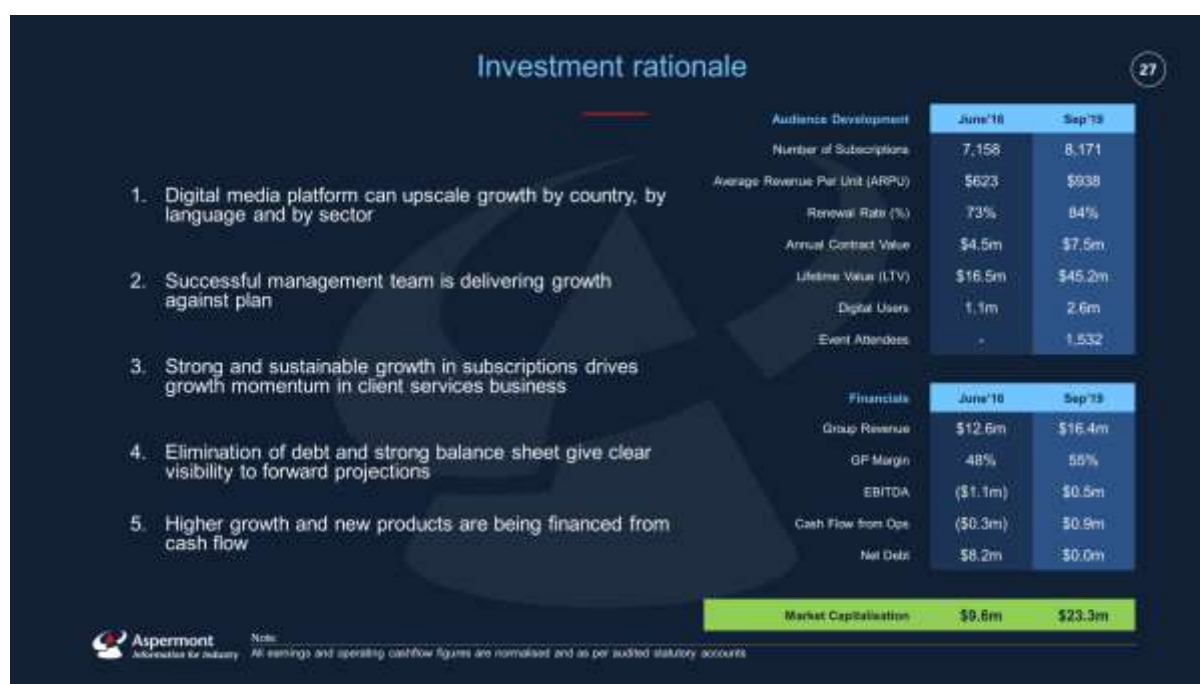 Investment rationale
27
1. Digital media platform can upscale growth by country, by
language and by sector
2. Successful management team is delivering growth
against plan
3. Strong and sustainable growth in subscriptions drives
growth momentum in client services business
4. Elimination of debt and strong balance sheet give clear
visibility to forward projections
5. Higher growth and new products are being financed from
cash flow
Audience Development June'16 Sep'19
Number of Subscriptions 7,158 8,171
Average Revenue Per Unit (ARPU) $623 $938
Renewal Rate (%) 73% 84%
Annual Contract Value $4.5m $7.5m
Lifetime Value (LTV) $16.5m $45.2m
Digital Users 1.1m 2.6m
Event Attendees - 1,532
Financials June'16 Sep'19
Group Revenue $12.6m $16.4m
GP Margin 48% 55%
EBITDA ($1.1m) $0.5m
Cash Flow from Ops ($0.3m) $0.9m
Net Debt $8.2m $0.0m
Market Capitalisation $9.6m $23.3m
Aspermont
Information for Industry
Note:
All earnings and operating cashflow figures are normalised and as per audited statutory accounts